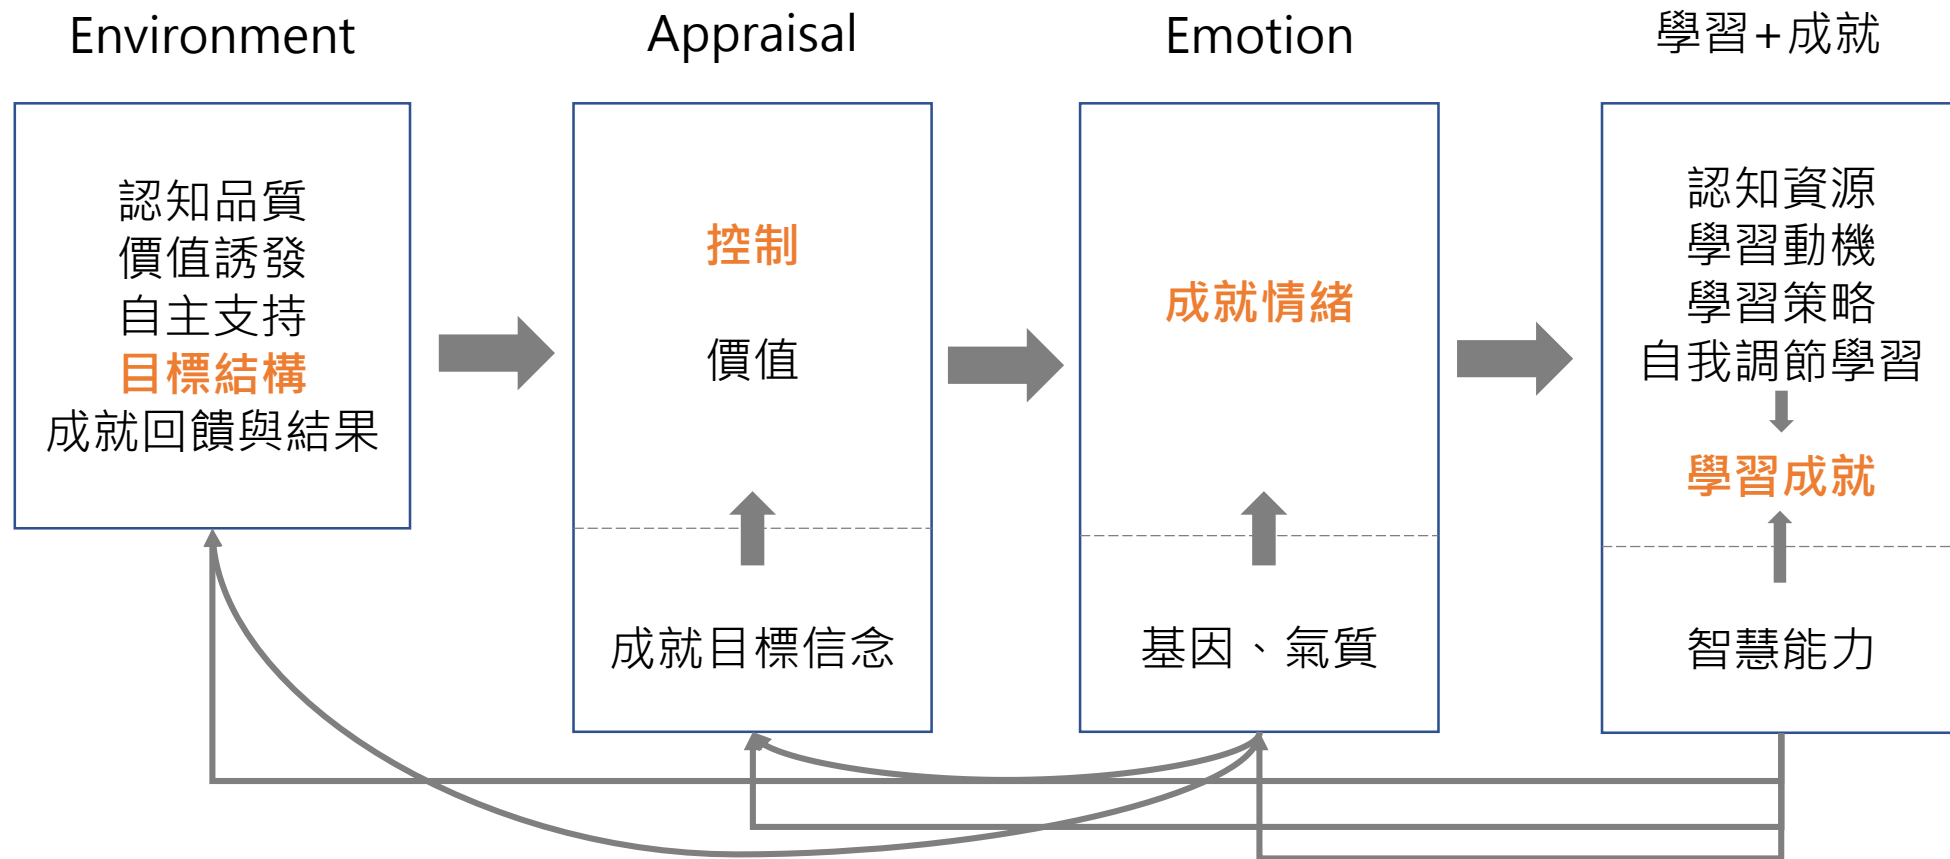 Environment
Appraisal
Emotion
學習+成就
認知品質
價值誘發
自主支持
目標結構
成就回饋與結果
控制
價值
成就目標信念
成就情緒
基因、氣質
認知資源
學習動機
學習策略
自我調節學習
學習成就
智慧能力